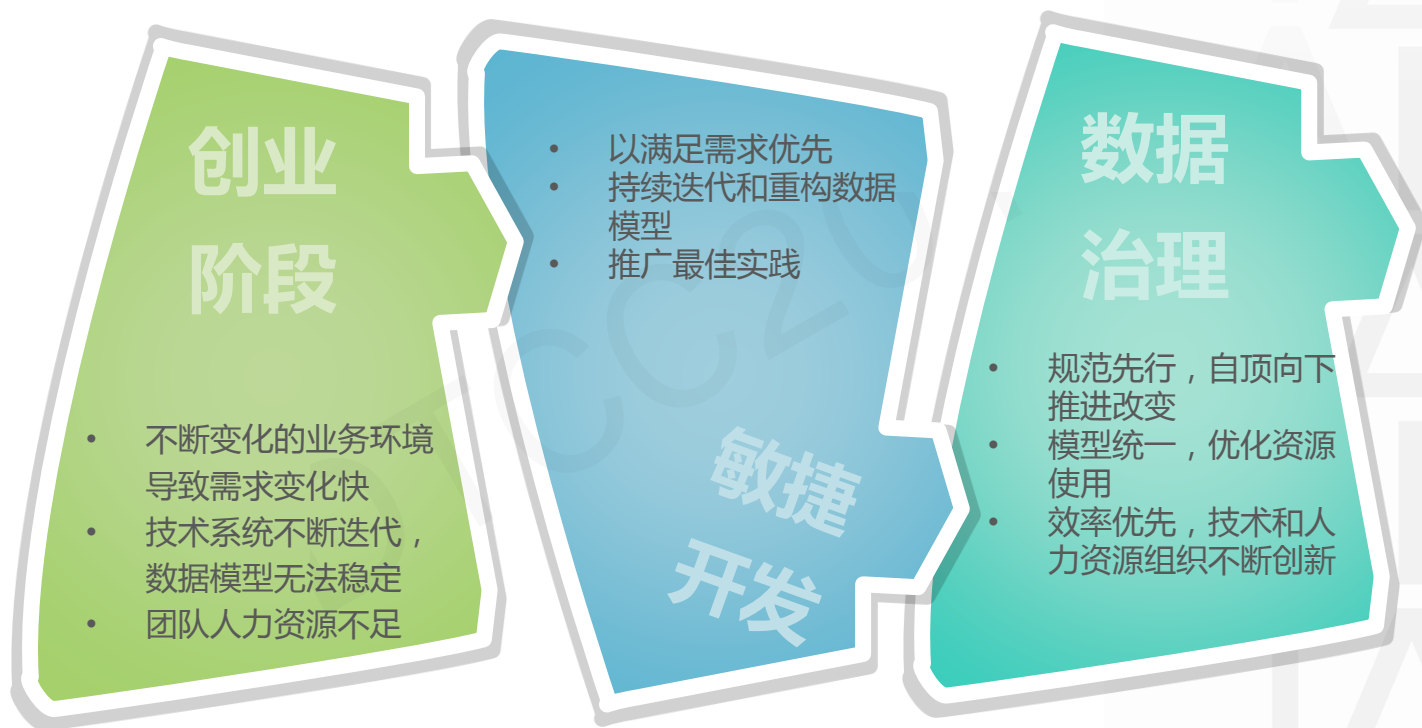 创业
阶段
• 不断变化的业务环境
导致需求变化快
• 技术系统不断迭代，
数据模型无法稳定
• 团队人力资源不足
• 以满足需求优先
• 持续迭代和重构数据
模型
• 推广最佳实践
敏捷
开发
数据
治理
• 规范先行，自顶向下
推进改变
• 模型统一，优化资源
使用
• 效率优先，技术和人
力资源组织不断创新